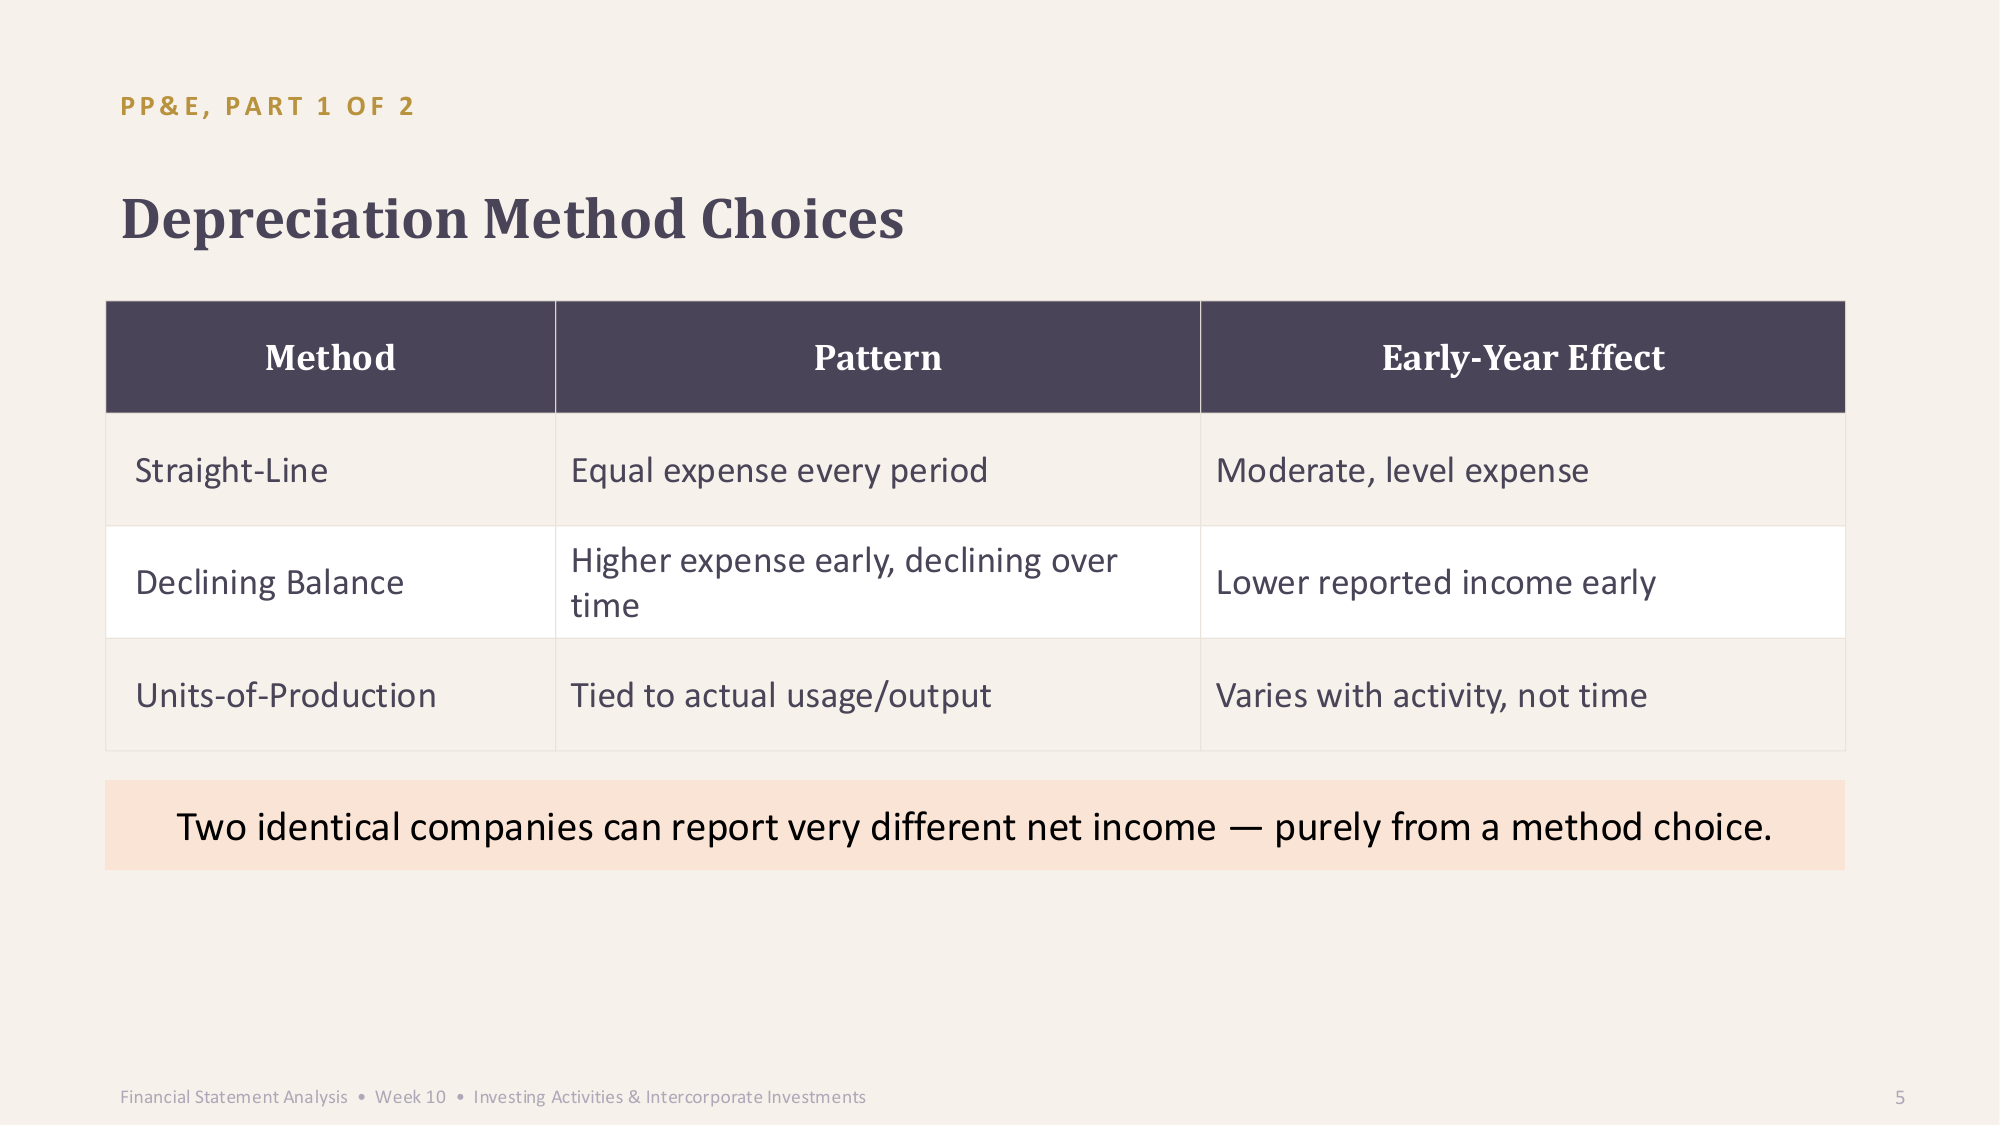 PP&E, PART 1 OF 2
Depreciation Method Choices
Method
Pattern
Early-Year Effect
Straight-Line
Equal expense every period
Moderate, level expense
Declining Balance
Higher expense early, declining over
time
Lower reported income early
Units-of-Production
Tied to actual usage/output
Varies with activity, not time
Two identical companies can report very different net income — purely from a method choice.
Financial Statement Analysis • Week 10 • Investing Activities & Intercorporate Investments
5